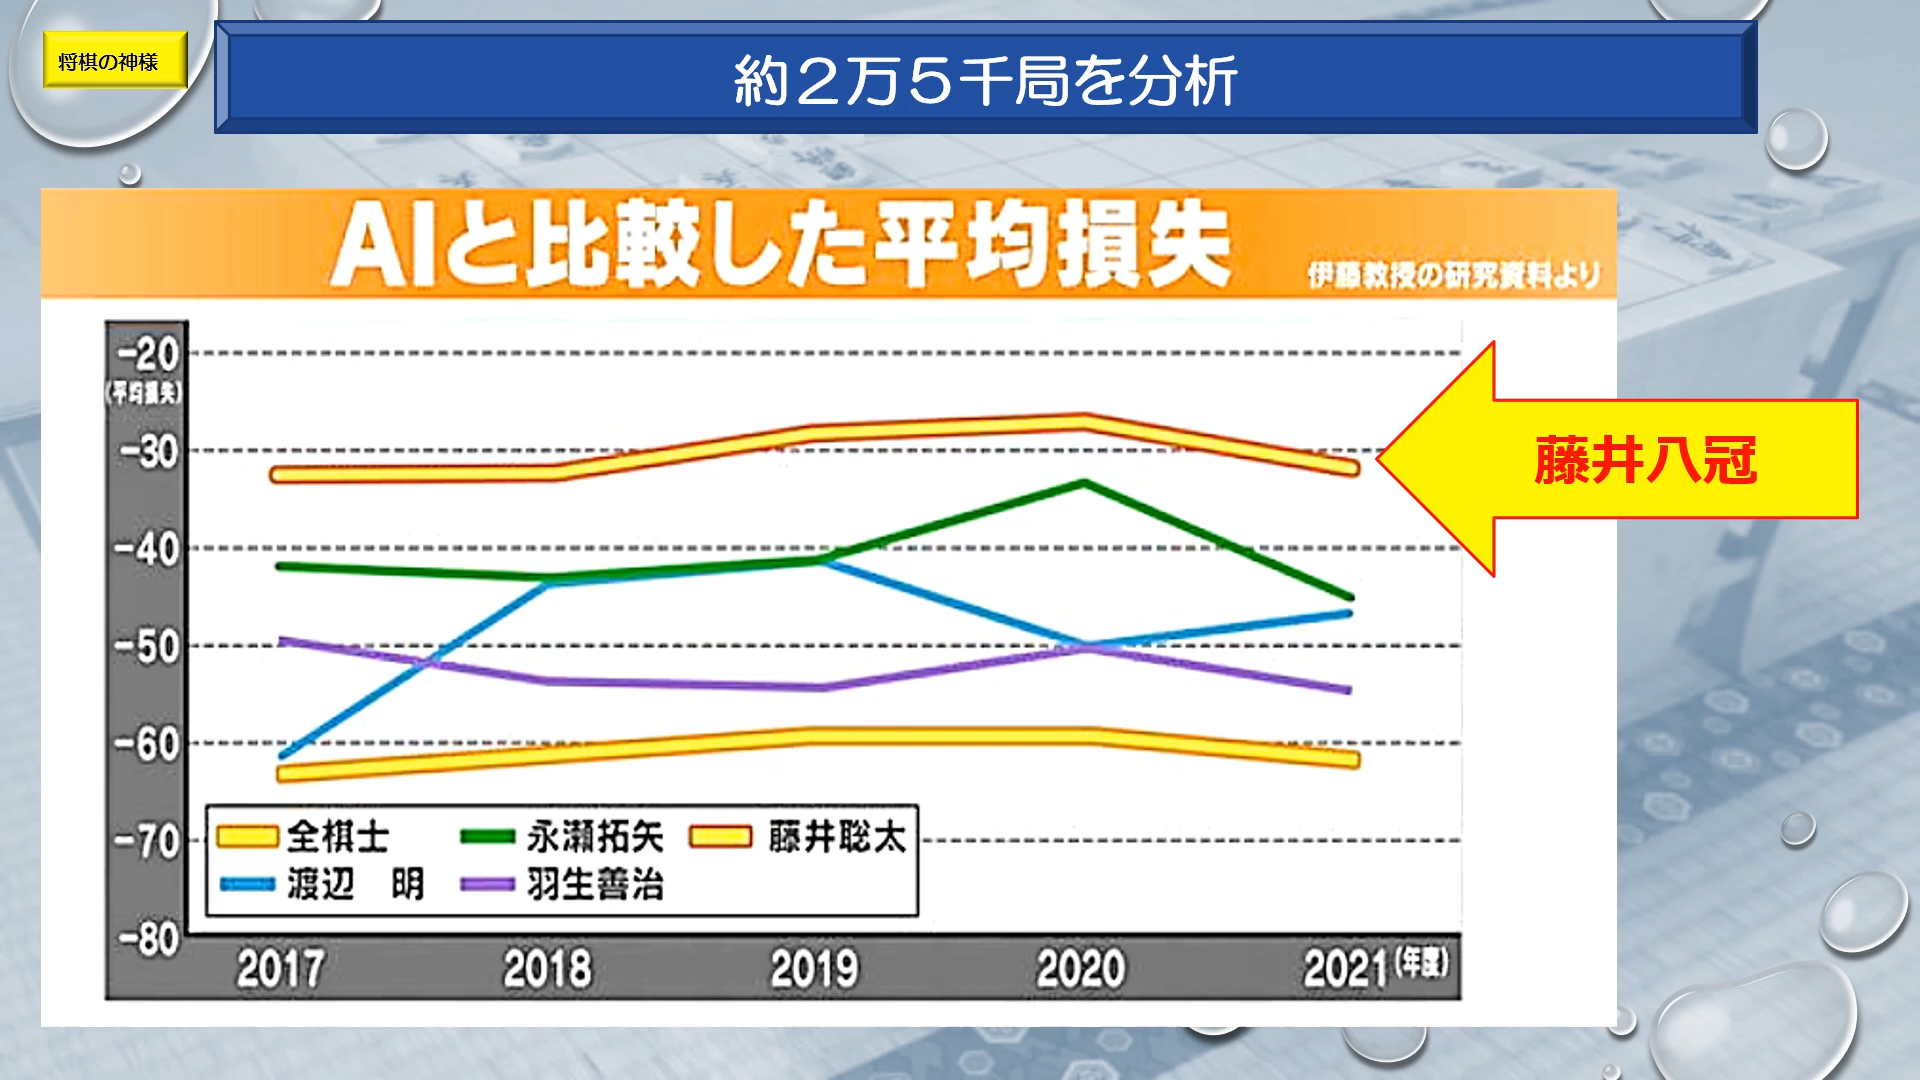 将棋の神様
約２万５千局を分析
AIと比較した平均損失
伊藤教授の研究資料より
-20
(平均損失)
-30
-40
-50
-60
-70
-80
藤井八冠
全棋士
永瀬拓矢
藤井聡太
渡辺　明
羽生善治
2017
2018
2019
2020
2021
(年度)